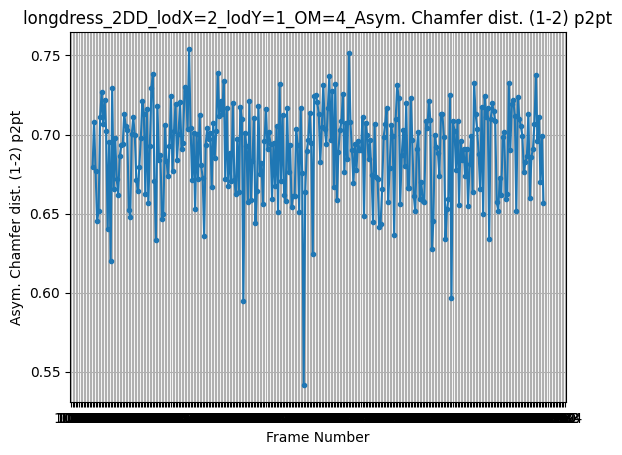 longdress_2DD_lodX=2_lodY=1_OM=4_Asym. Chamfer dist. (1-2) p2pt
Asym. Chamfer dist. (1-2) p2pt
0.75
0.70
0.65
0.60
0.55
Frame Number